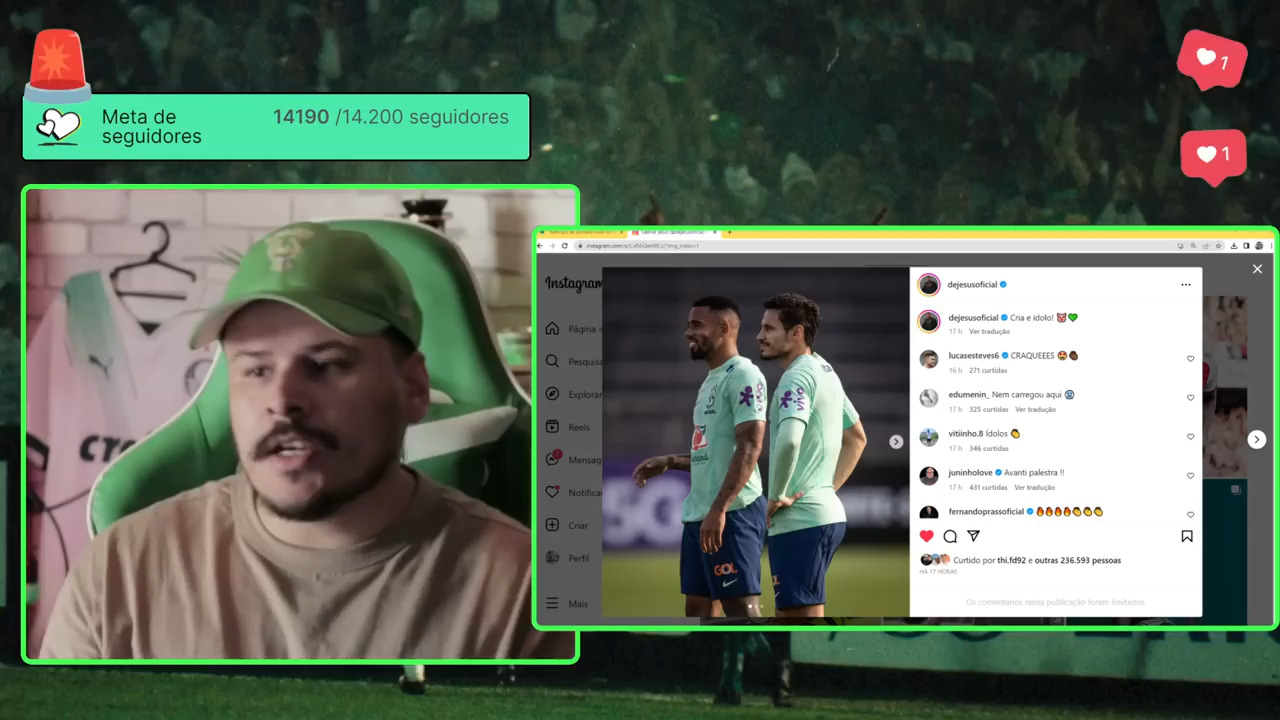 1
Meta de
seguidores
14190 /14.200 seguidores
1
Instagram
Página i
Pesquisa
Explorar
Reels
Mensag
Notifica
Criar
Perfil
Mais
GOL
dejesusoficial
dejesusoficial Cria e ídolo! 🐷💚
17 h Ver tradução
lucasesteves6 CRAQUEEES
16 h 271 curtidas
edumenin_ Nem carregou aqui
17 h 325 curtidas Ver tradução
vitiinho.8 Ídolos 👏
17 h 346 curtidas
juninholove Avanti palestra !!
17 h 431 curtidas Ver tradução
fernandoprassoficial 🔥🔥🔥🔥👏👏👏
Curtido por thi.fd92 e outras 236.593 pessoas
HÁ 17 HORAS
Os comentários nesta publicação foram limitados